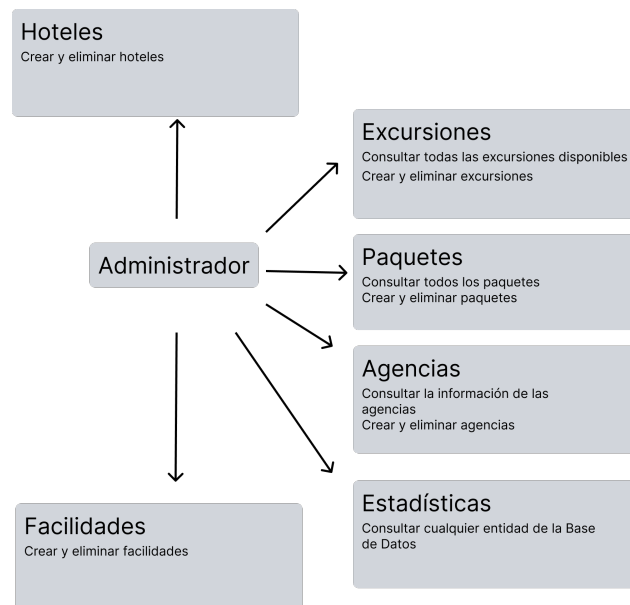 Hoteles
Crear y eliminar hoteles
Excursiones
Consultar todas las excursiones disponibles
Crear y eliminar excursiones
Administrador
Paquetes
Consultar todos los paquetes
Crear y eliminar paquetes
Agencias
Consultar la información de las
agencias
Crear y eliminar agencias
Estadísticas
Consultar cualquier entidad de la Base
de Datos
Facilidades
Crear y eliminar facilidades